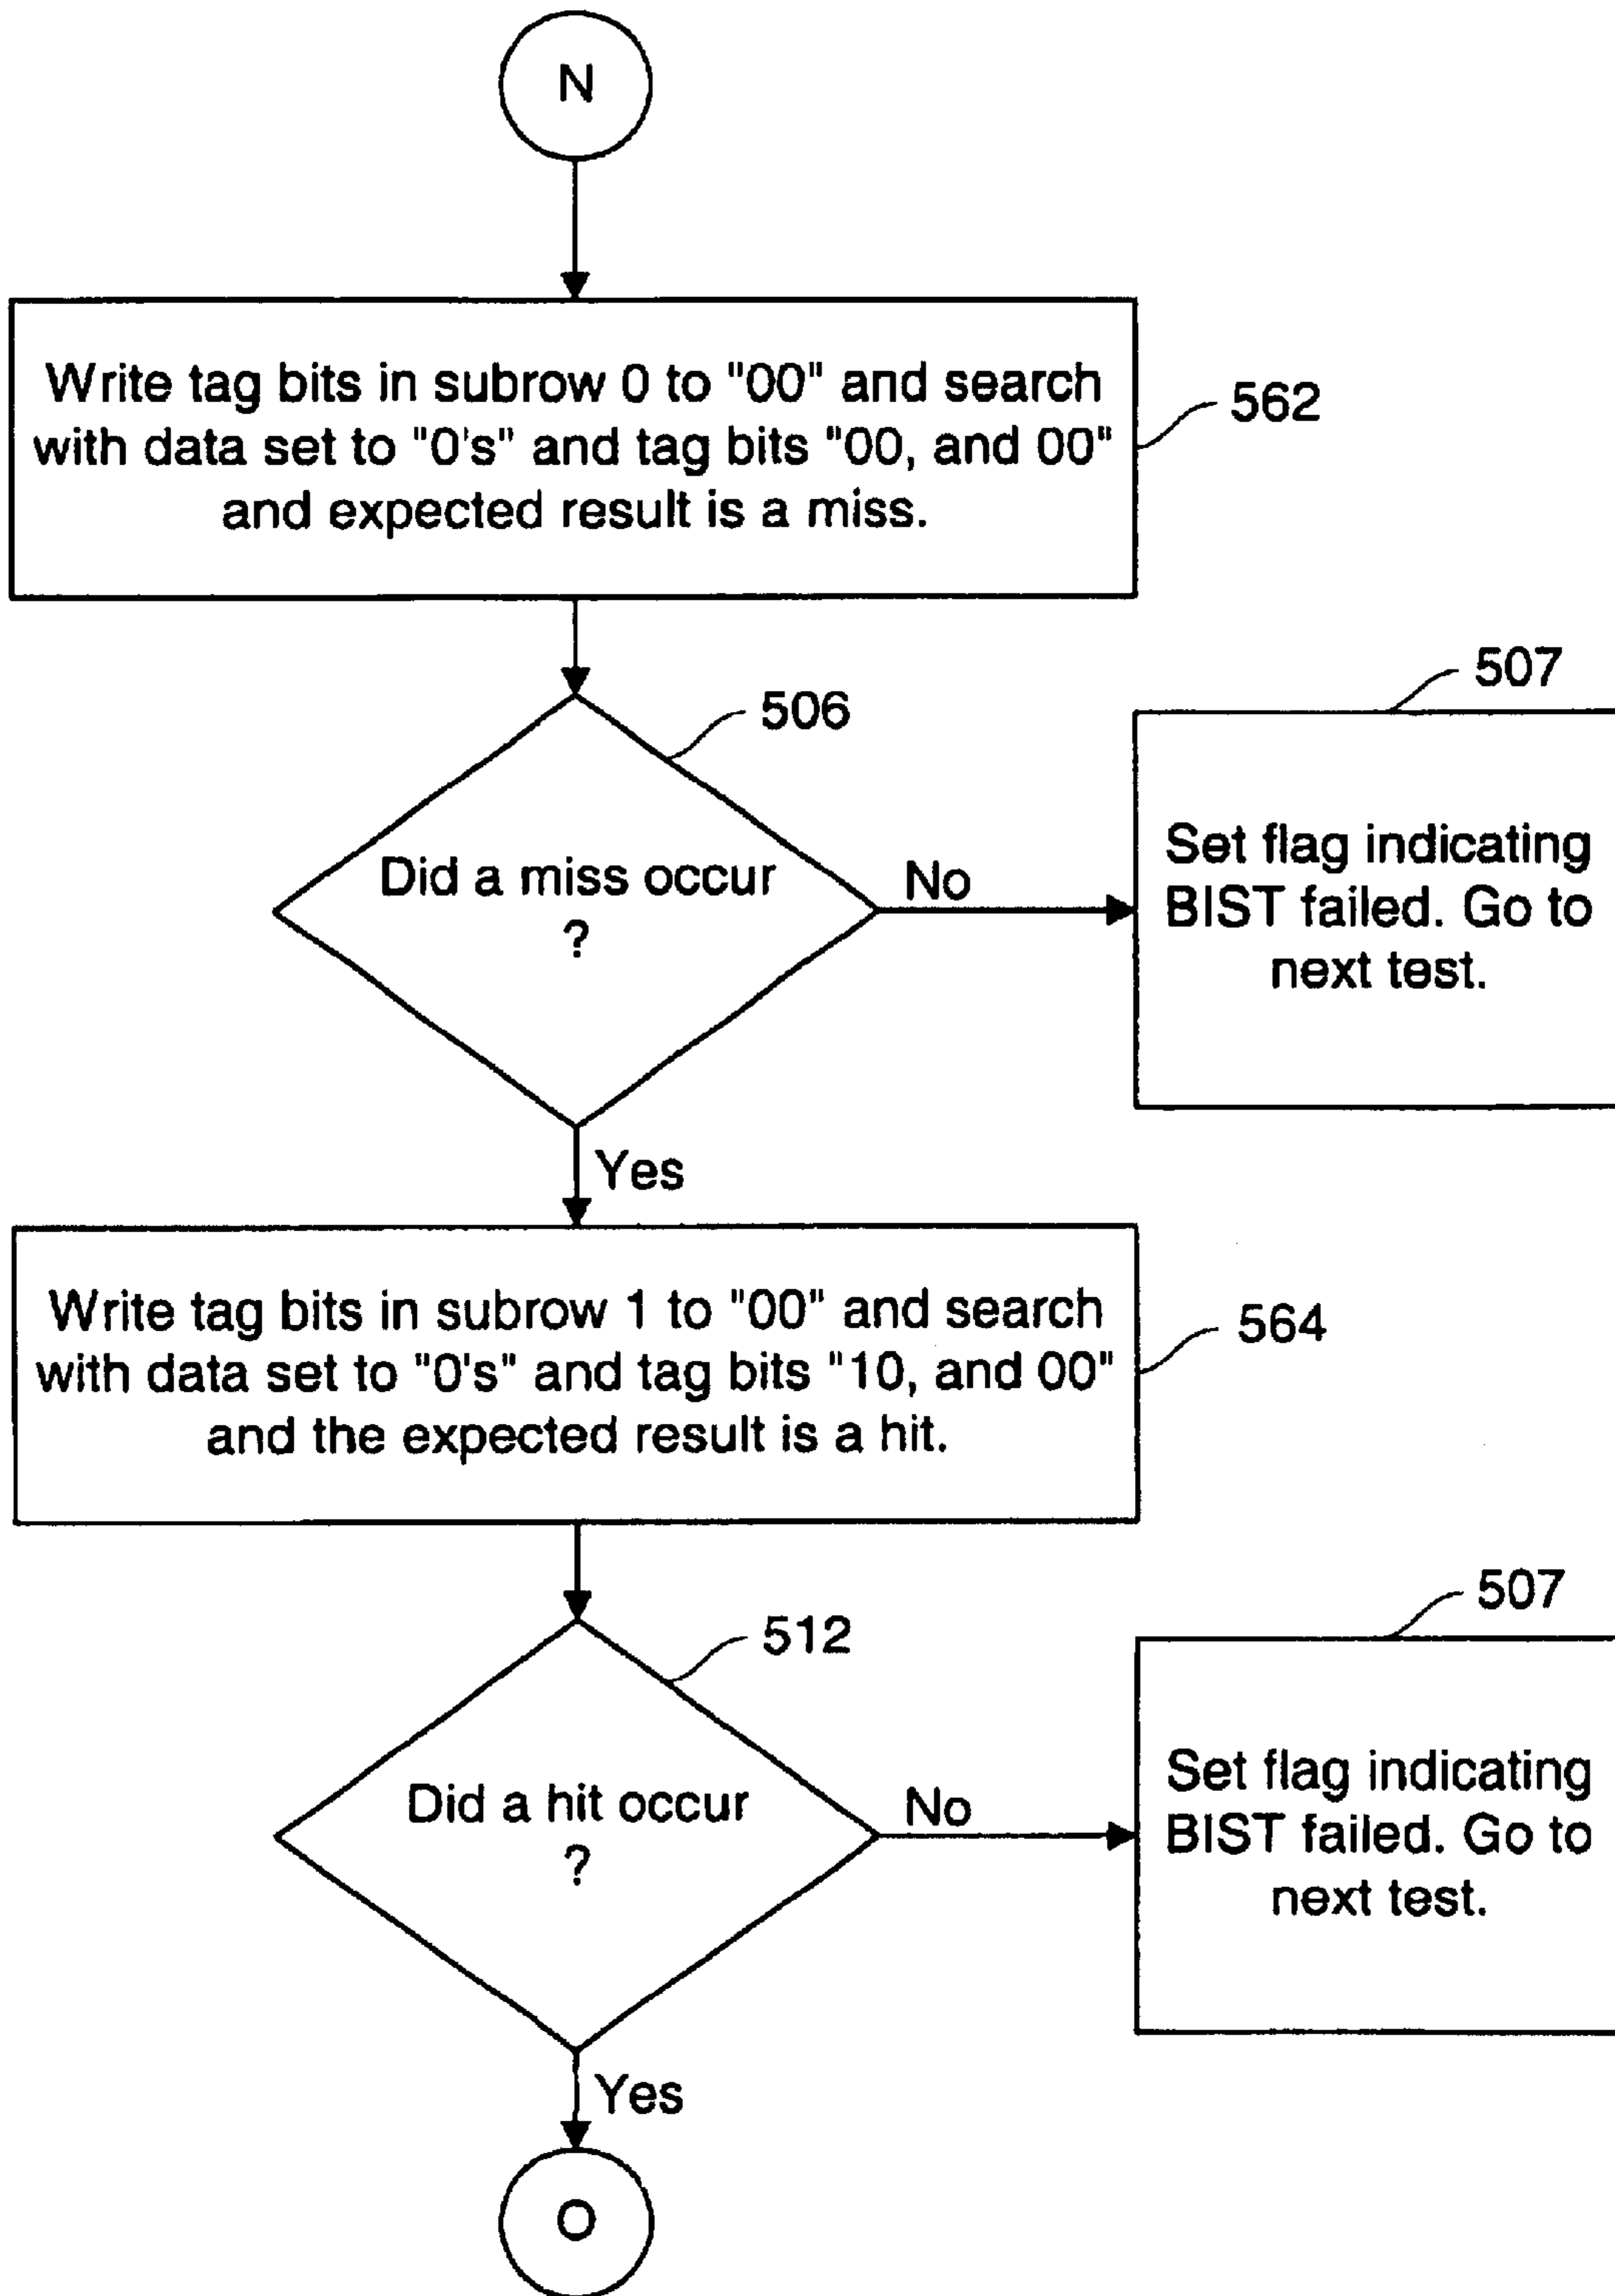 N
Write tag bits in subrow 0 to "00" and search
with data set to "0's" and tag bits "00, and 00"
and expected result is a miss.
562
506
507
Did a miss occur
?
No
Set flag indicating
BIST failed. Go to
next test.
Yes
Write tag bits in subrow 1 to "00" and search
with data set to "0's" and tag bits "10, and 00"
and the expected result is a hit.
564
512
507
Did a hit occur
?
No
Set flag indicating
BIST failed. Go to
next test.
Yes
O